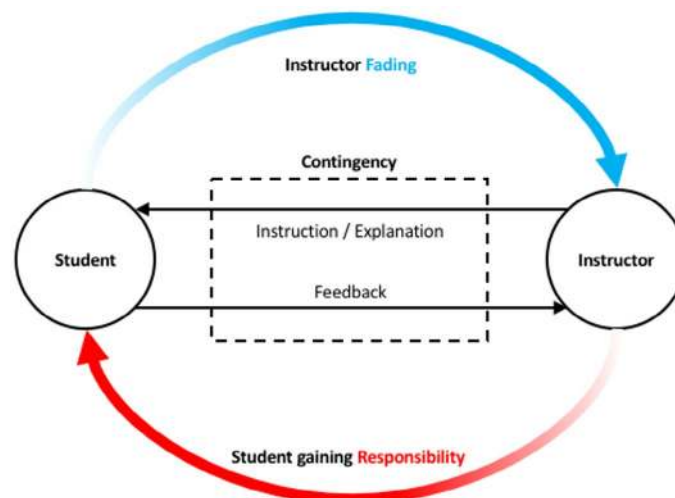 Instructor Fading
Contingency
Instruction / Explanation
Student
Instructor
Feedback
Student gaining Responsibility